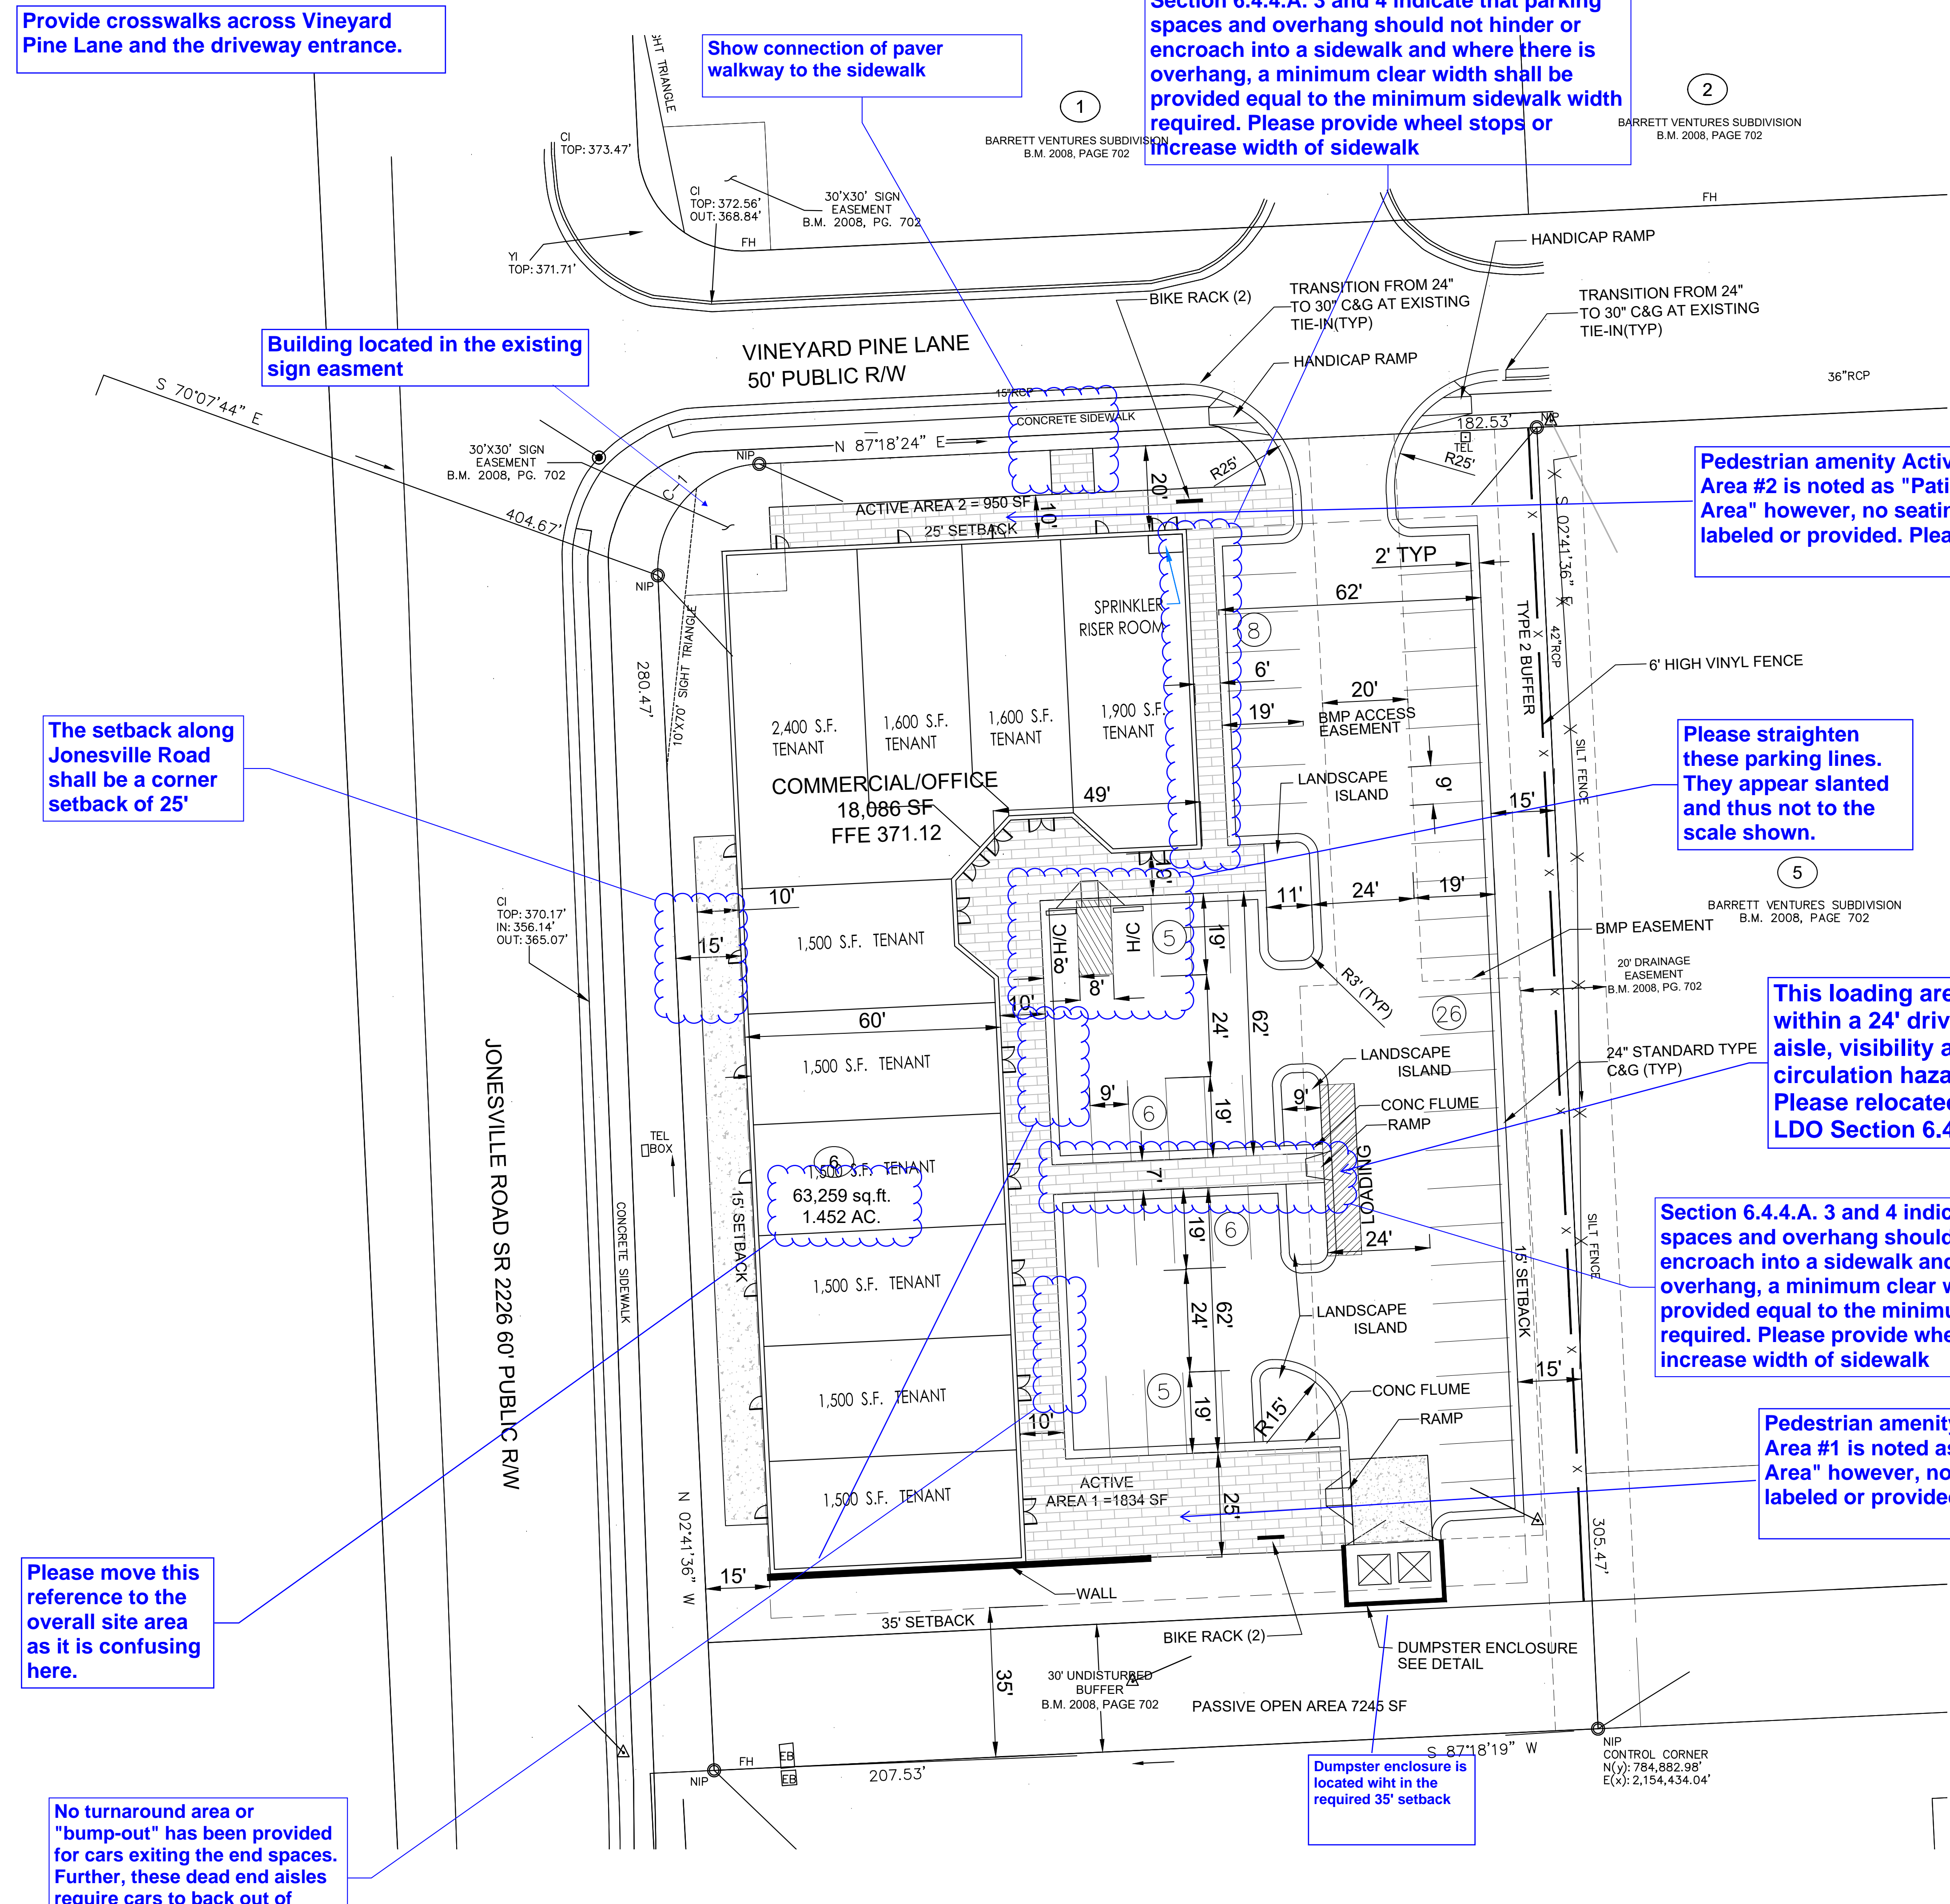 Provide crosswalks across Vineyard
Pine Lane and the driveway entrance.
Show connection of paver
walkway to the sidewalk
Section 6.4.4.A. 3 and 4 indicate that parking
spaces and overhang should not hinder or
encroach into a sidewalk and where there is
overhang, a minimum clear width shall be
provided equal to the minimum sidewalk width
required. Please provide wheel stops or
increase width of sidewalk
1
BARRETT VENTURES SUBDIVISION
B.M. 2008, PAGE 702
2
BARRETT VENTURES SUBDIVISION
B.M. 2008, PAGE 702
HT TRIANGLE
CI
TOP: 373.47'
CI
TOP: 372.56'
OUT: 368.84'
30'X30' SIGN
EASEMENT
B.M. 2008, PG. 702
FH
FH
YI
TOP: 371.71'
HANDICAP RAMP
BIKE RACK (2)
TRANSITION FROM 24"
TO 30" C&G AT EXISTING
TIE-IN(TYP)
TRANSITION FROM 24"
TO 30" C&G AT EXISTING
TIE-IN(TYP)
HANDICAP RAMP
Building located in the existing
sign easment
VINEYARD PINE LANE
50' PUBLIC R/W
36"RCP
15"RCP
CONCRETE SIDEWALK
S 70°07'44" E
404.67'
N 87°18'24" E
182.53'
NIP
NIP
NIP
TEL
R25'
R25'
30'X30' SIGN
EASEMENT
B.M. 2008, PG. 702
C-1
20'
ACTIVE AREA 2 = 950 SF
10'
25' SETBACK
Pedestrian amenity Activ
Area #2 is noted as "Pati
Area" however, no seatin
labeled or provided. Plea
2' TYP
62'
S 02°41'36" E
TYPE 2 BUFFER
42"RCP
SPRINKLER
RISER ROOM
8
6' HIGH VINYL FENCE
280.47'
10'X70' SIGHT TRIANGLE
6'
19'
20'
BMP ACCESS
EASEMENT
2,400 S.F.
TENANT
1,600 S.F.
TENANT
1,600 S.F.
TENANT
1,900 S.F.
TENANT
The setback along
Jonesville Road
shall be a corner
setback of 25'
Please straighten
these parking lines.
They appear slanted
and thus not to the
scale shown.
COMMERCIAL/OFFICE
18,086 SF
FFE 371.12
49'
LANDSCAPE
ISLAND
9'
15'
SILT FENCE
5
BARRETT VENTURES SUBDIVISION
B.M. 2008, PAGE 702
10'
15'
11'
24'
19'
CI
TOP: 370.17'
IN: 356.14'
OUT: 365.07'
1,500 S.F. TENANT
H/C
H/C
8'
8'
5
19'
BMP EASEMENT
20' DRAINAGE
EASEMENT
B.M. 2008, PG. 702
R3' (TYP)
26
10'
60'
24'
62'
This loading are
within a 24' driv
aisle, visibility a
circulation haza
Please relocated
LDO Section 6.4
1,500 S.F. TENANT
LANDSCAPE
ISLAND
24" STANDARD TYPE
C&G (TYP)
9'
6
19'
9'
CONC FLUME
RAMP
JONESVILLE ROAD SR 2226 60' PUBLIC R/W
TEL
BOX
6
1,500 S.F. TENANT
63,259 sq.ft.
1.452 AC.
7'
LOADING
15' SETBACK
CONCRETE SIDEWALK
19'
6
24'
Section 6.4.4.A. 3 and 4 indic
spaces and overhang should
encroach into a sidewalk and
overhang, a minimum clear w
provided equal to the minimu
required. Please provide whe
increase width of sidewalk
SILT FENCE
15' SETBACK
1,500 S.F. TENANT
24'
62'
LANDSCAPE
ISLAND
15'
1,500 S.F. TENANT
5
19'
R15'
CONC FLUME
RAMP
10'
Pedestrian amenity
Area #1 is noted as
Area" however, no
labeled or provided
1,500 S.F. TENANT
ACTIVE
AREA 1 =1834 SF
25'
N 02°41'36" W
305.47'
Please move this
reference to the
overall site area
as it is confusing
here.
15'
WALL
35' SETBACK
BIKE RACK (2)
DUMPSTER ENCLOSURE
SEE DETAIL
35'
30' UNDISTURBED
BUFFER
B.M. 2008, PAGE 702
PASSIVE OPEN AREA 7245 SF
S 87°18'19" W
NIP
CONTROL CORNER
N(y): 784,882.98'
E(x): 2,154,434.04'
FH
EB
EB
NIP
207.53'
Dumpster enclosure is
located wiht in the
required 35' setback
No turnaround area or
"bump-out" has been provided
for cars exiting the end spaces.
Further, these dead end aisles
require cars to back out of